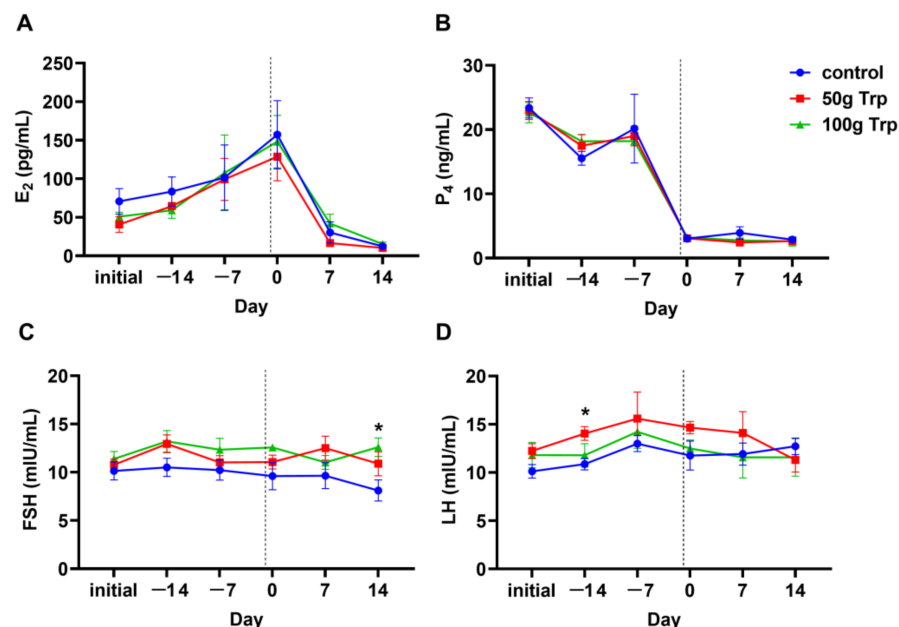 A
E₂ (pg/mL)
250
200
150
100
50
0
initial —14 —7 0 7 14
Day
B
P₄ (ng/mL)
30
20
10
0
initial —14 —7 0 7 14
Day
control
50g Trp
100g Trp
C
FSH (mIU/mL)
20
15
10
5
0
*
initial —14 —7 0 7 14
Day
D
LH (mIU/mL)
20
15
10
5
0
*
initial —14 —7 0 7 14
Day